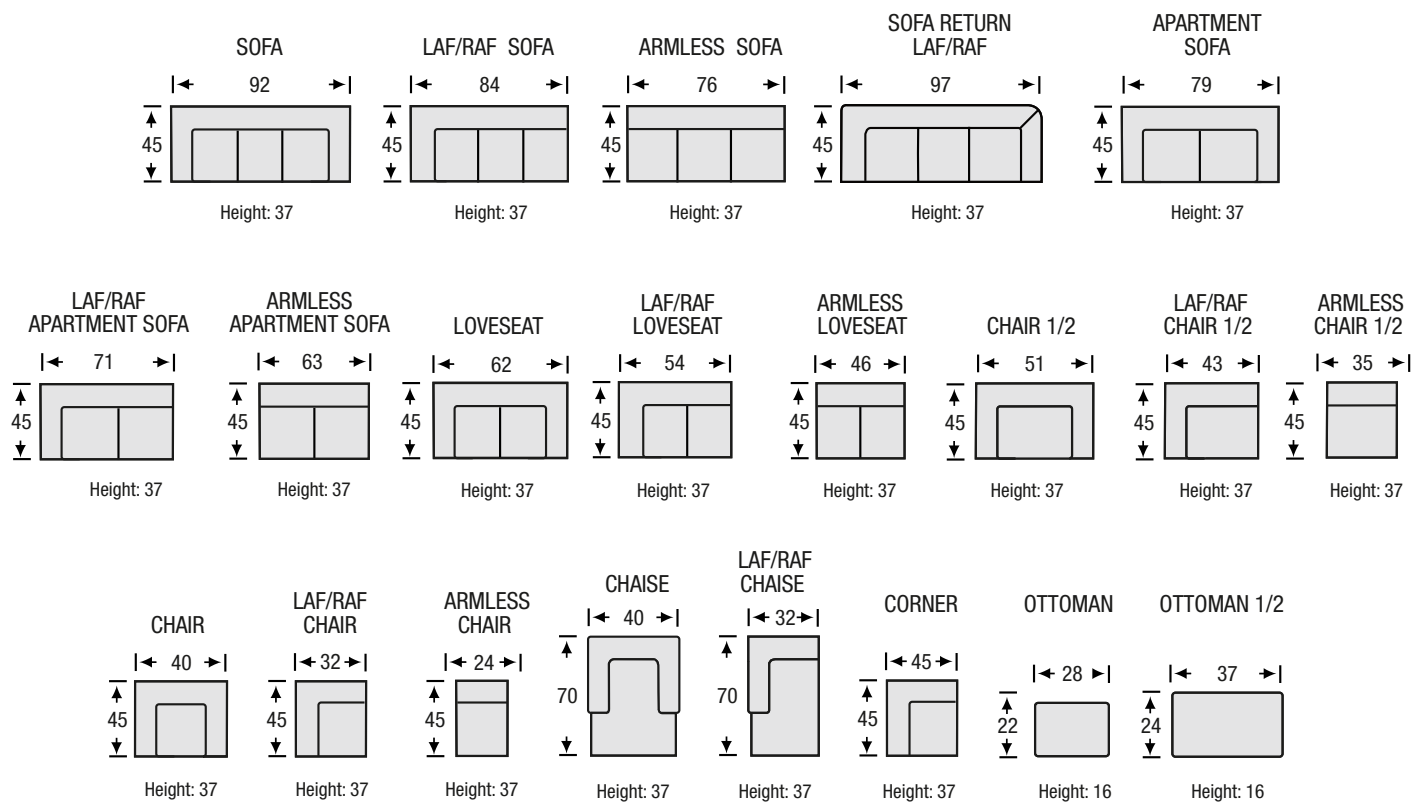 SOFA
92
45
Height: 37
LAF/RAF SOFA
84
45
Height: 37
ARMLESS SOFA
76
45
Height: 37
SOFA RETURN
LAF/RAF
97
45
Height: 37
APARTMENT
SOFA
79
45
Height: 37
LAF/RAF
APARTMENT SOFA
71
45
Height: 37
ARMLESS
APARTMENT SOFA
63
45
Height: 37
LOVESEAT
62
45
Height: 37
LAF/RAF
LOVESEAT
54
45
Height: 37
ARMLESS
LOVESEAT
46
45
Height: 37
CHAIR 1/2
51
45
Height: 37
LAF/RAF
CHAIR 1/2
43
45
Height: 37
ARMLESS
CHAIR 1/2
35
45
Height: 37
CHAIR
40
45
Height: 37
LAF/RAF
CHAIR
32
45
Height: 37
ARMLESS
CHAIR
24
45
Height: 37
CHAISE
40
70
Height: 37
LAF/RAF
CHAISE
32
70
Height: 37
CORNER
45
45
Height: 37
OTTOMAN
28
22
Height: 16
OTTOMAN 1/2
37
24
Height: 16